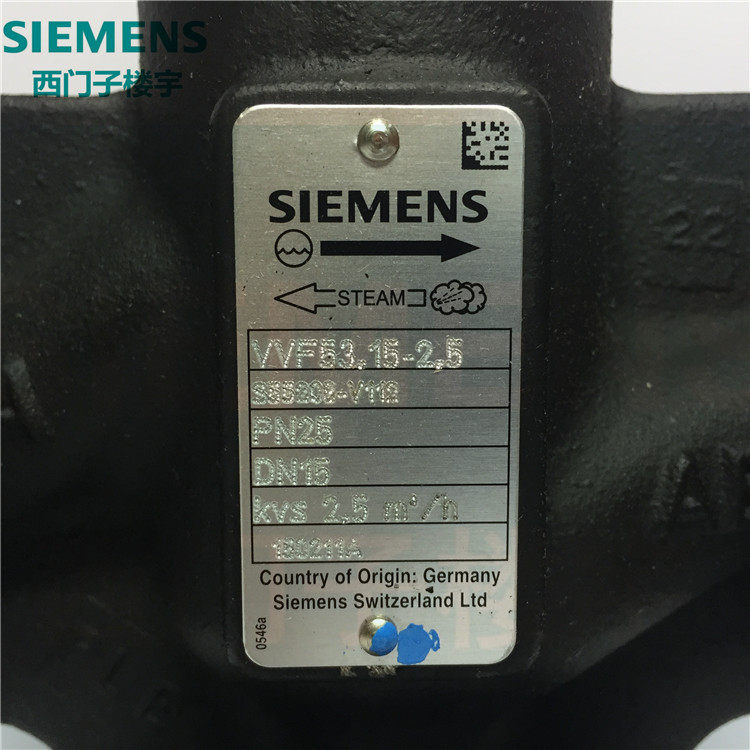 SIEMENS
西门子楼宇
SIEMENS
STEAM
VVF53.15-2,5
PN25
DN15
kvs 2,5 m³/h
Country of Origin: Germany
Siemens Switzerland Ltd
0546a